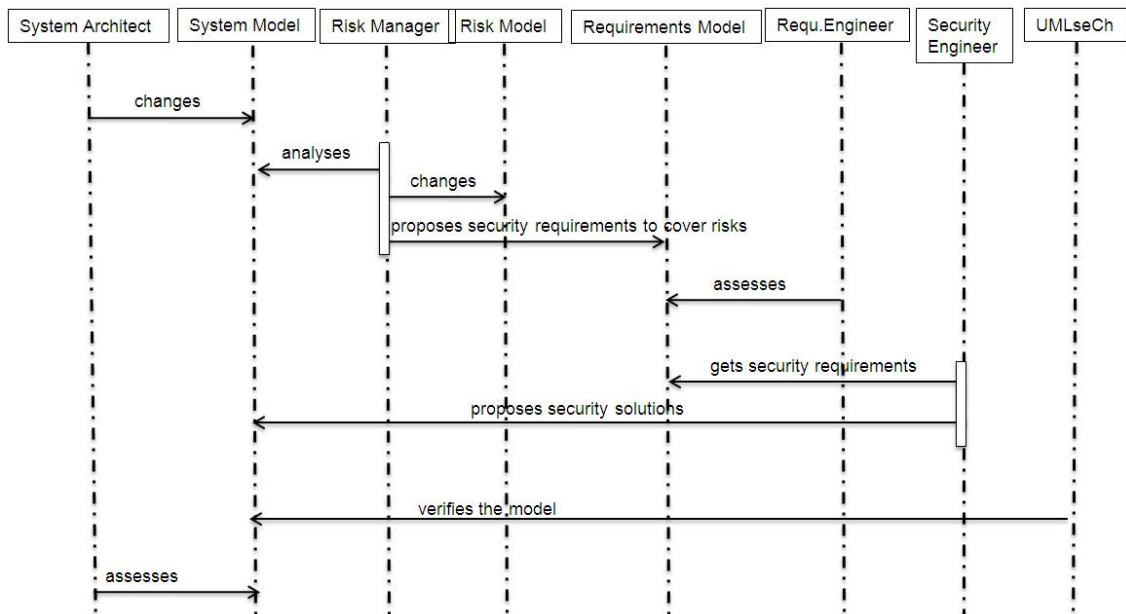 System Architect
System Model
Risk Manager
Risk Model
Requirements Model
Requ.Engineer
Security
Engineer
UMLseCh
changes
analyses
changes
proposes security requirements to cover risks
assesses
gets security requirements
proposes security solutions
verifies the model
assesses